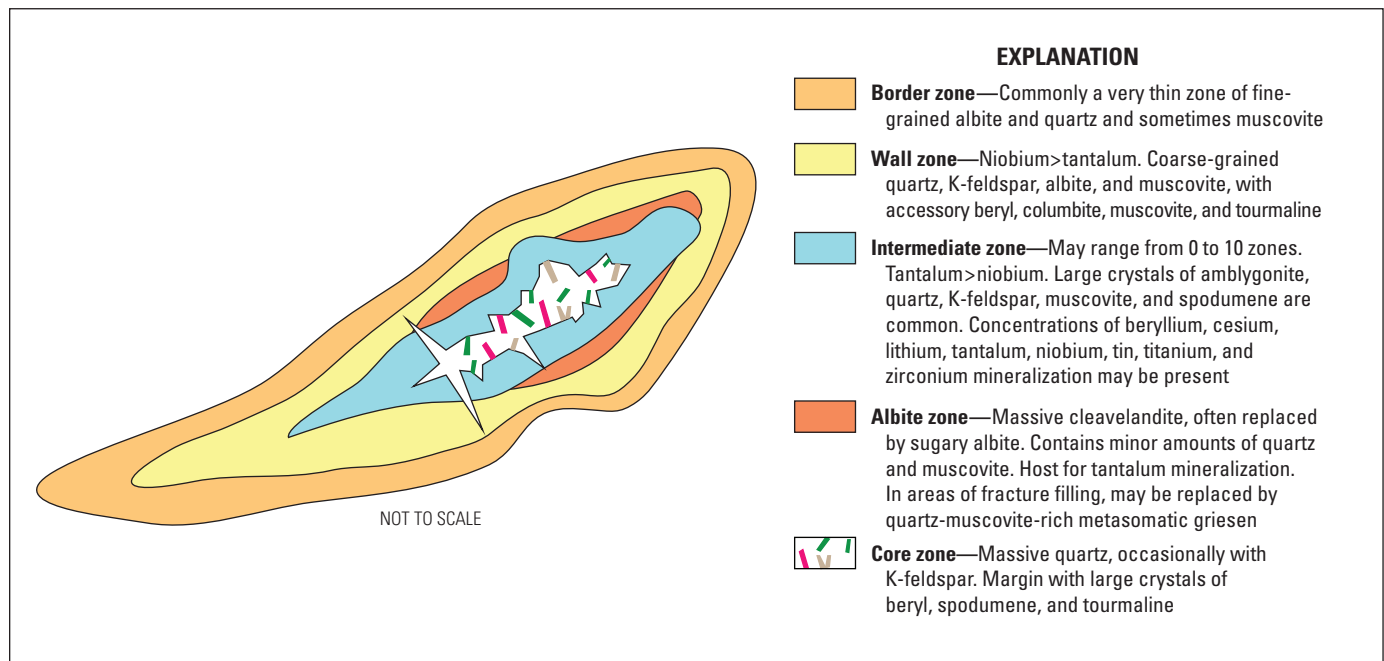 EXPLANATION
Border zone—Commonly a very thin zone of fine-
grained albite and quartz and sometimes muscovite
Wall zone—Niobium>tantalum. Coarse-grained
quartz, K-feldspar, albite, and muscovite, with
accessory beryl, columbite, muscovite, and tourmaline
Intermediate zone—May range from 0 to 10 zones.
Tantalum>niobium. Large crystals of amblygonite,
quartz, K-feldspar, muscovite, and spodumene are
common. Concentrations of beryllium, cesium,
lithium, tantalum, niobium, tin, titanium, and
zirconium mineralization may be present
Albite zone—Massive cleavelandite, often replaced
by sugary albite. Contains minor amounts of quartz
and muscovite. Host for tantalum mineralization.
In areas of fracture filling, may be replaced by
quartz-muscovite-rich metasomatic griesen
Core zone—Massive quartz, occasionally with
K-feldspar. Margin with large crystals of
beryl, spodumene, and tourmaline
NOT TO SCALE